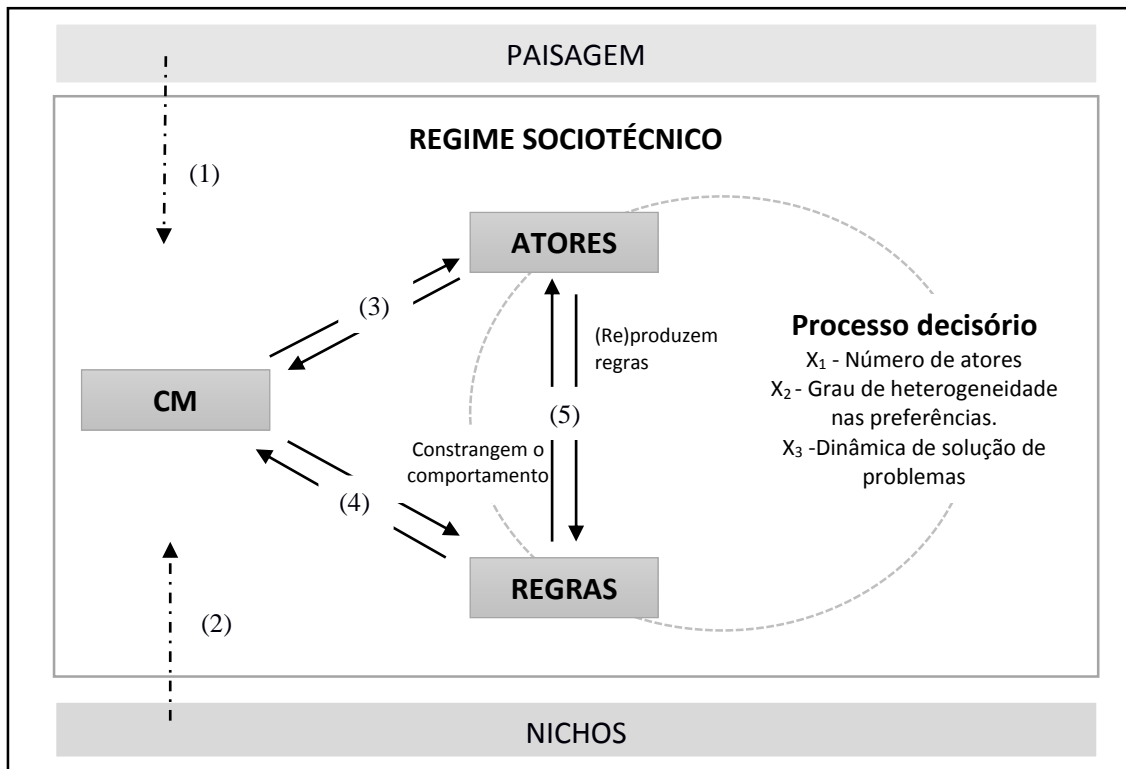 PAISAGEM
REGIME SOCIOTÉCNICO
(1)
ATORES
(3)
(Re)produzem
regras
Processo decisório
X₁ - Número de atores
X₂ - Grau de heterogeneidade
nas preferências.
X₃ -Dinâmica de solução de
problemas
CM
(5)
Constrangem o
comportamento
(4)
REGRAS
(2)
NICHOS